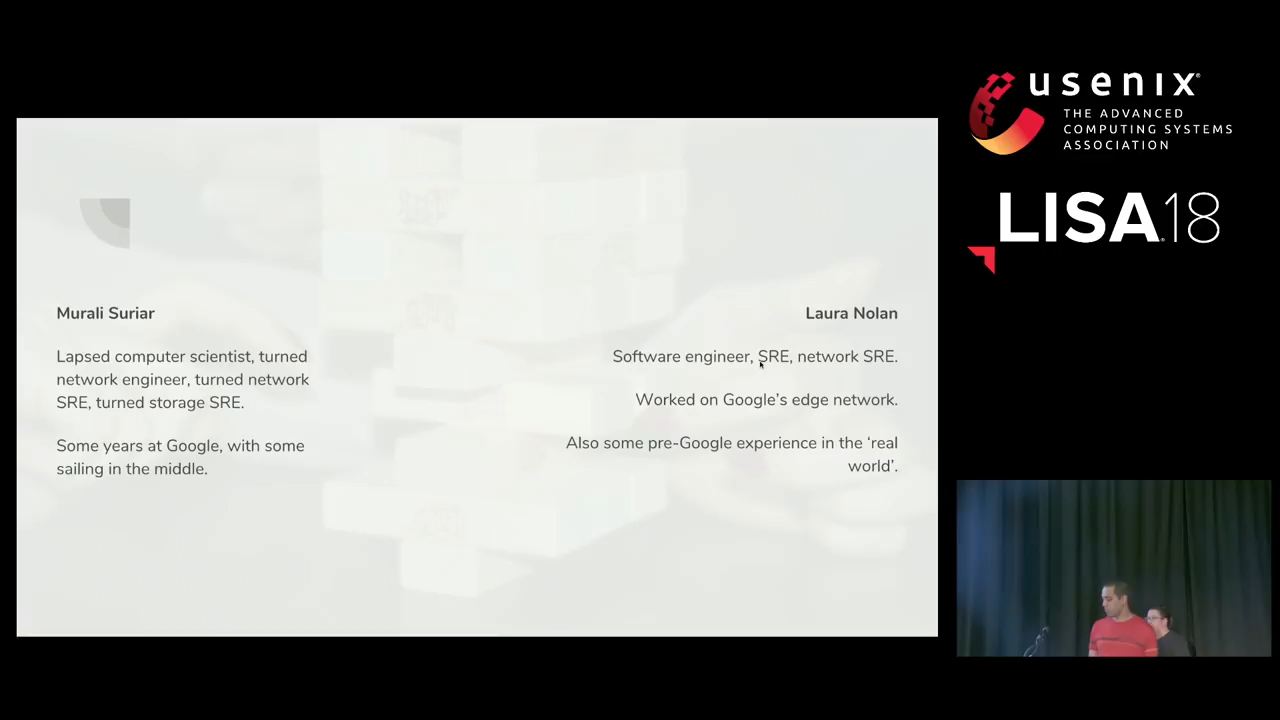 usenix
THE ADVANCED
COMPUTING SYSTEMS
ASSOCIATION
LISA18
Murali Suriar
Lapsed computer scientist, turned
network engineer, turned network
SRE, turned storage SRE.
Some years at Google, with some
sailing in the middle.
Laura Nolan
Software engineer, SRE, network SRE.
Worked on Google’s edge network.
Also some pre-Google experience in the ‘real
world’.